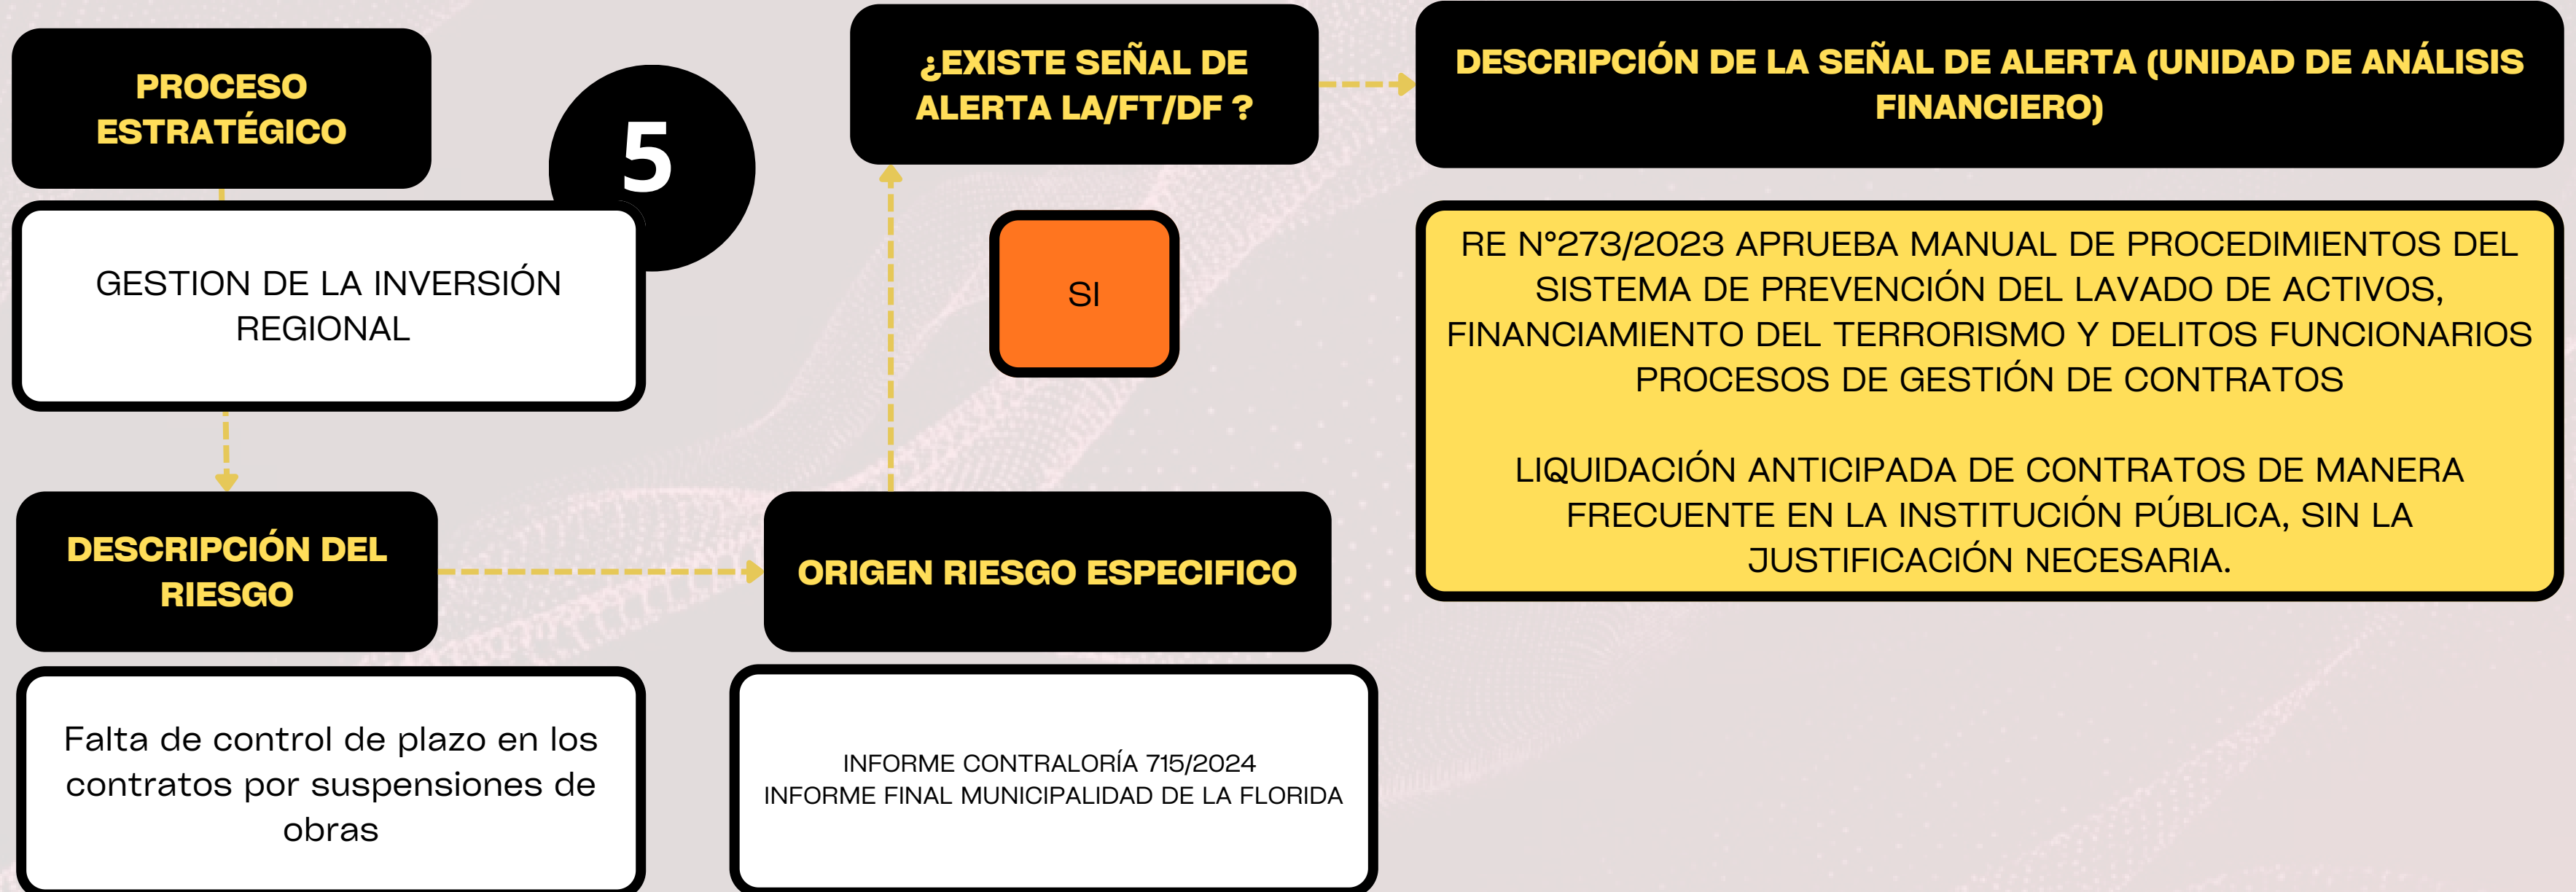 PROCESO
ESTRATÉGICO
5
GESTION DE LA INVERSIÓN
REGIONAL
DESCRIPCIÓN DEL
RIESGO
Falta de control de plazo en los
contratos por suspensiones de
obras
ORIGEN RIESGO ESPECIFICO
INFORME CONTRALORÍA 715/2024
INFORME FINAL MUNICIPALIDAD DE LA FLORIDA
¿EXISTE SEÑAL DE
ALERTA LA/FT/DF ?
SI
DESCRIPCIÓN DE LA SEÑAL DE ALERTA (UNIDAD DE ANÁLISIS
FINANCIERO)
RE N°273/2023 APRUEBA MANUAL DE PROCEDIMIENTOS DEL
SISTEMA DE PREVENCIÓN DEL LAVADO DE ACTIVOS,
FINANCIAMIENTO DEL TERRORISMO Y DELITOS FUNCIONARIOS
PROCESOS DE GESTIÓN DE CONTRATOS
LIQUIDACIÓN ANTICIPADA DE CONTRATOS DE MANERA
FRECUENTE EN LA INSTITUCIÓN PÚBLICA, SIN LA
JUSTIFICACIÓN NECESARIA.